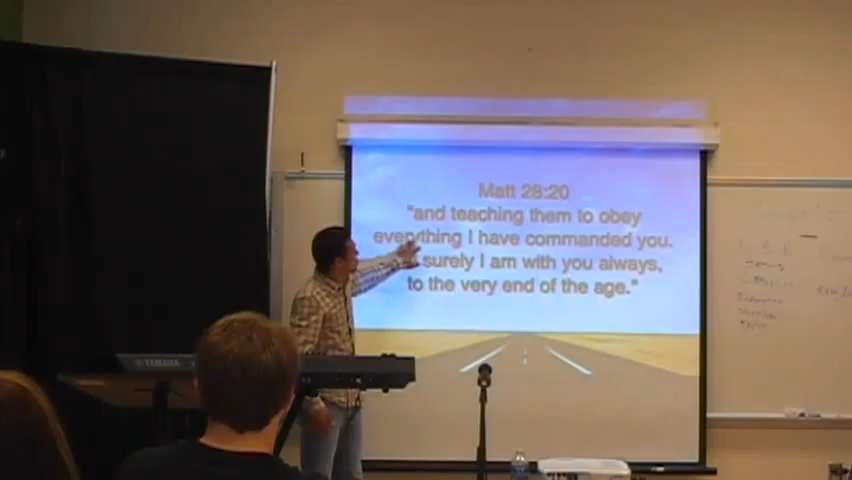 Matt 28:20
"and teaching them to obey
everything I have commanded you.
surely I am with you always,
to the very end of the age."
YAMAHA